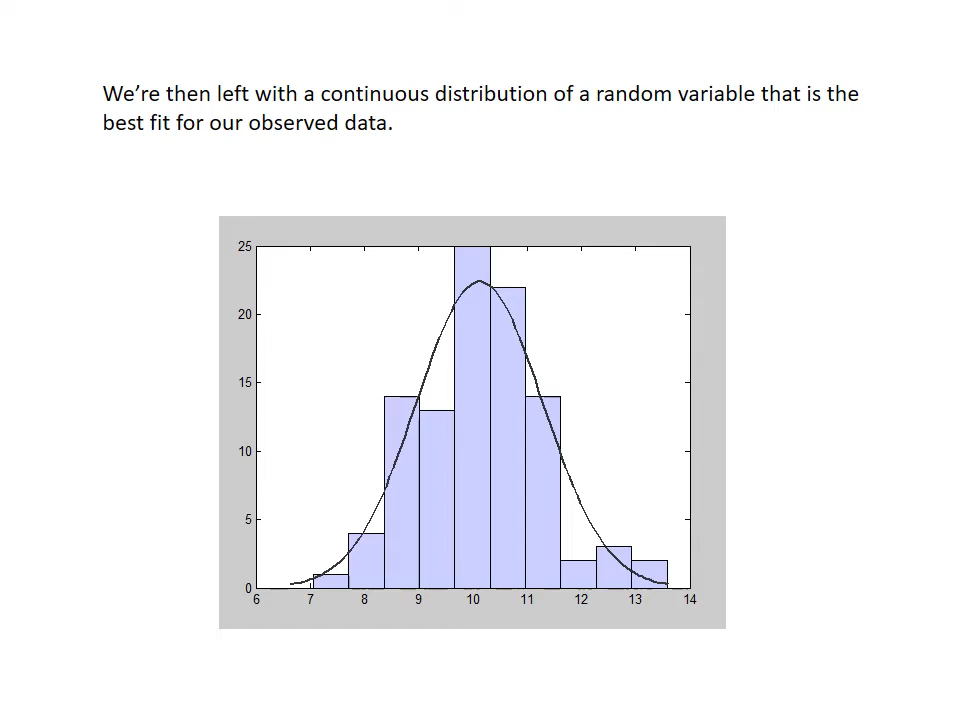 We’re then left with a continuous distribution of a random variable that is the
best fit for our observed data.
25
20
15
10
5
0
6 7 8 9 10 11 12 13 14